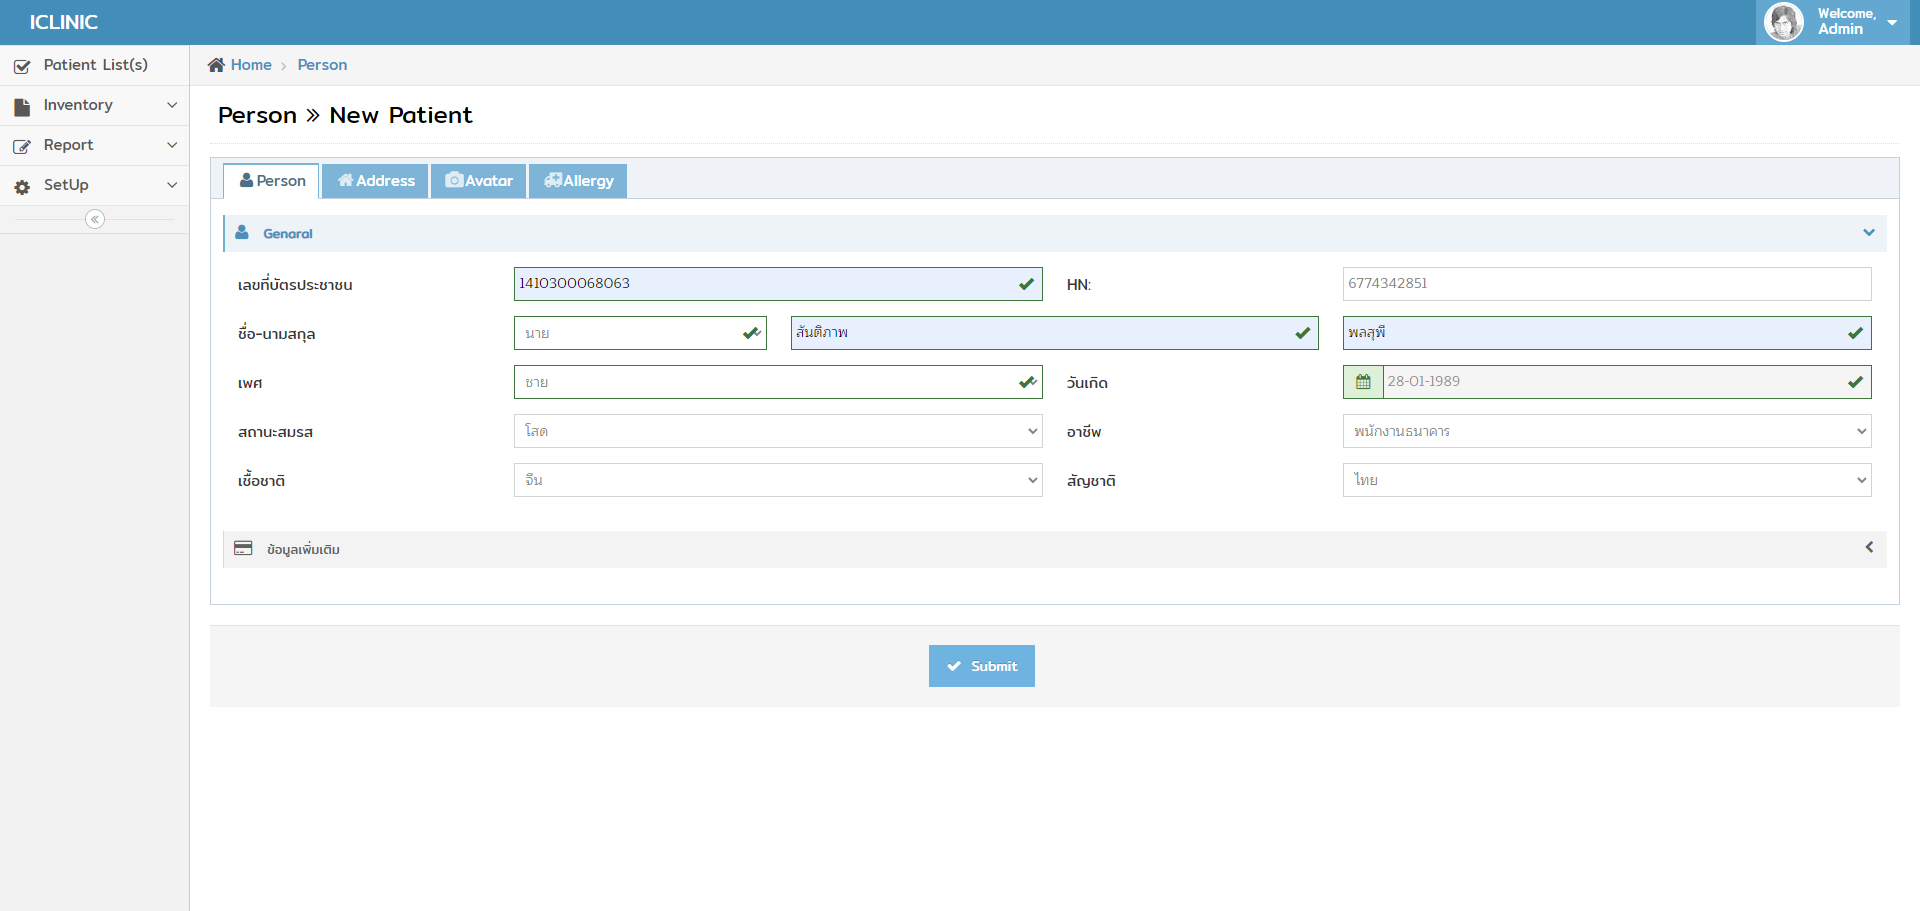 ICLINIC
Welcome,
Admin
Patient List(s)
Inventory
Report
SetUp
Home
Person
Person » New Patient
Person
Address
Avatar
Allergy
Genaral
เลขที่บัตรประชาชน
1410300068063
HN:
6774342851
ชื่อ-นามสกุล
นาย
สันติภาพ
พลสุพี
เพศ
ชาย
วันเกิด
28-01-1989
สถานะสมรส
โสด
อาชีพ
พนักงานธนาคาร
เชื้อชาติ
จีน
สัญชาติ
ไทย
ข้อมูลเพิ่มเติม
Submit